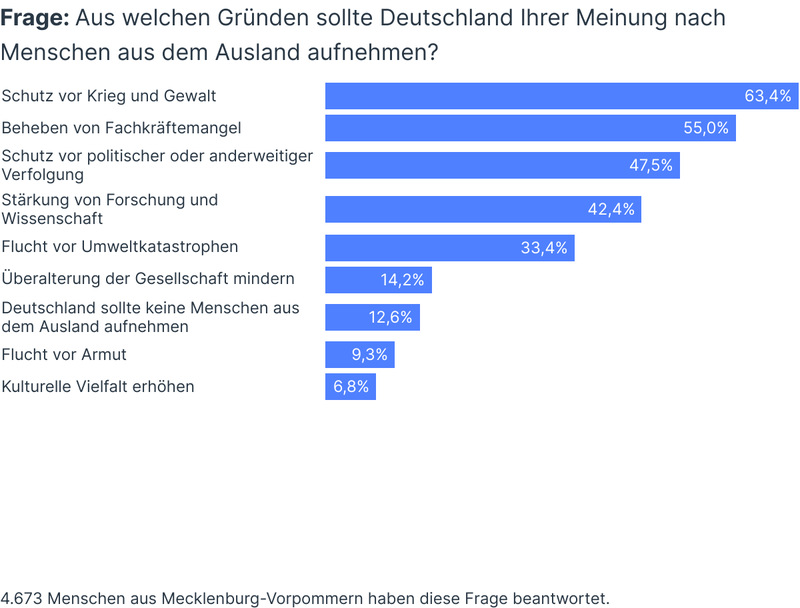 Frage: Aus welchen Gründen sollte Deutschland Ihrer Meinung nach
Menschen aus dem Ausland aufnehmen?
Schutz vor Krieg und Gewalt 63,4%
Beheben von Fachkräftemangel 55,0%
Schutz vor politischer oder anderweitiger
Verfolgung 47,5%
Stärkung von Forschung und
Wissenschaft 42,4%
Flucht vor Umweltkatastrophen 33,4%
Überalterung der Gesellschaft mindern 14,2%
Deutschland sollte keine Menschen aus
dem Ausland aufnehmen 12,6%
Flucht vor Armut 9,3%
Kulturelle Vielfalt erhöhen 6,8%
4.673 Menschen aus Mecklenburg-Vorpommern haben diese Frage beantwortet.